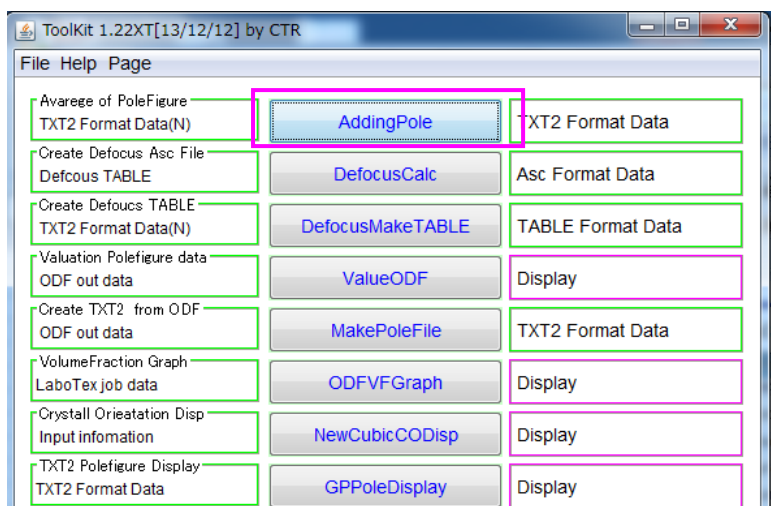 ToolKit 1.22XT[13/12/12] by CTR
File Help Page
Avarege of PoleFigure
TXT2 Format Data(N)
AddingPole
TXT2 Format Data
Create Defocus Asc File
Defcous TABLE
DefocusCalc
Asc Format Data
Create Defoucs TABLE
TXT2 Format Data(N)
DefocusMakeTABLE
TABLE Format Data
Valuation Polefigure data
ODF out data
ValueODF
Display
Create TXT2 from ODF
ODF out data
MakePoleFile
TXT2 Format Data
VolumeFraction Graph
LaboTex job data
ODFVFGraph
Display
Crystall Orieatation Disp
Input infomation
NewCubicCODisp
Display
TXT2 Polefigure Display
TXT2 Format Data
GPPoleDisplay
Display